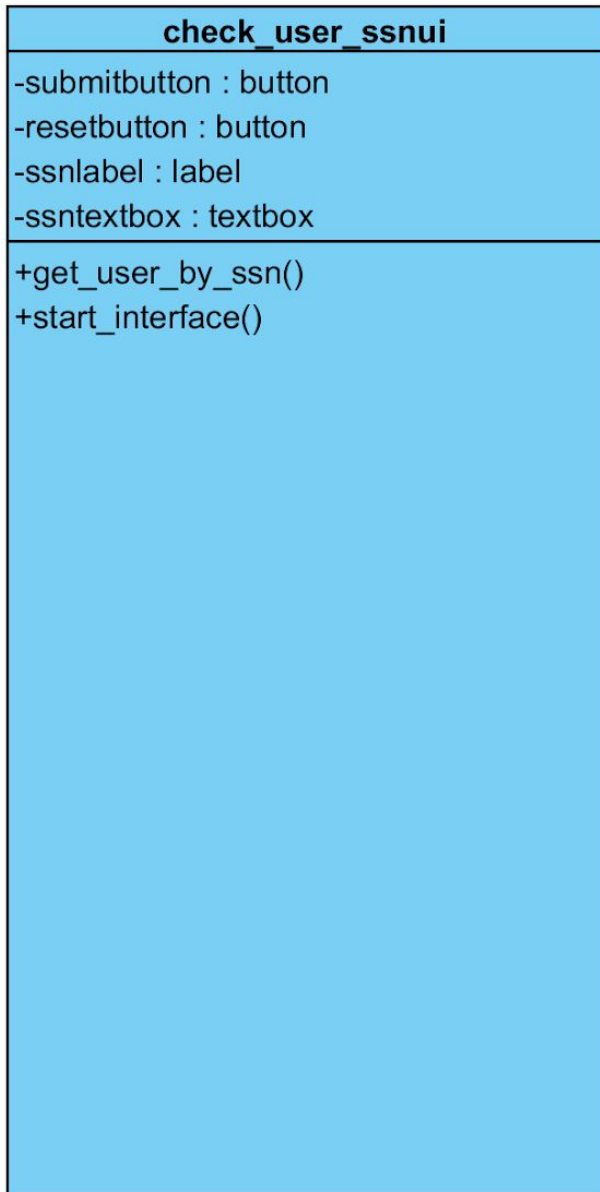 check_user_ssnui
-submitbutton : button
-resetbutton : button
-ssnlabel : label
-ssntextbox : textbox
+get_user_by_ssn()
+start_interface()